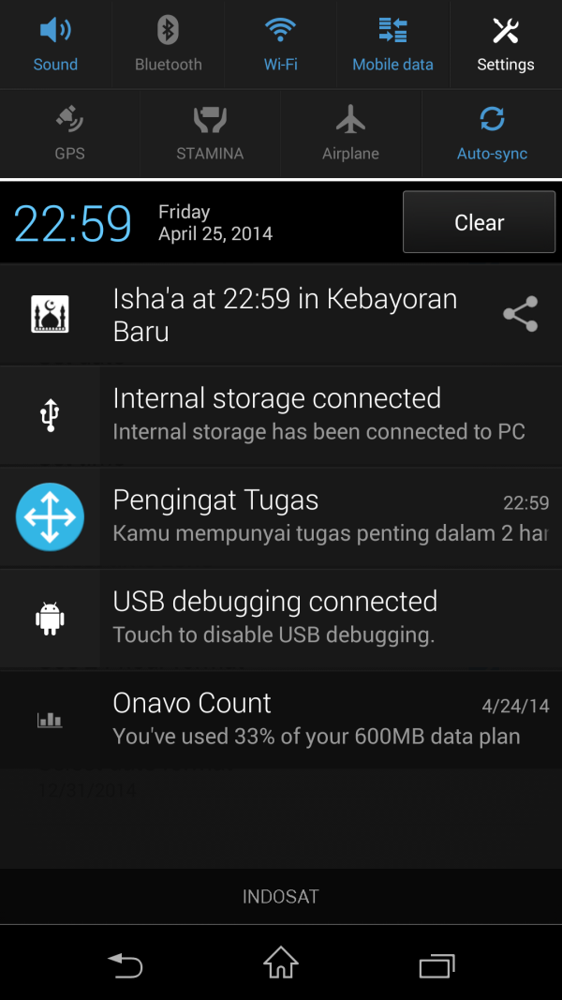 Sound
Bluetooth
Wi-Fi
Mobile data
Settings
GPS
STAMINA
Airplane
Auto-sync
22:59
Friday
April 25, 2014
Clear
Isha'a at 22:59 in Kebayoran
Baru
Internal storage connected
Internal storage has been connected to PC
Pengingat Tugas
22:59
Kamu mempunyai tugas penting dalam 2
USB debugging connected
Touch to disable USB debugging.
Onavo Count
4/24/14
You've used 33% of your 600MB data plan
12/31/2014
INDOSAT